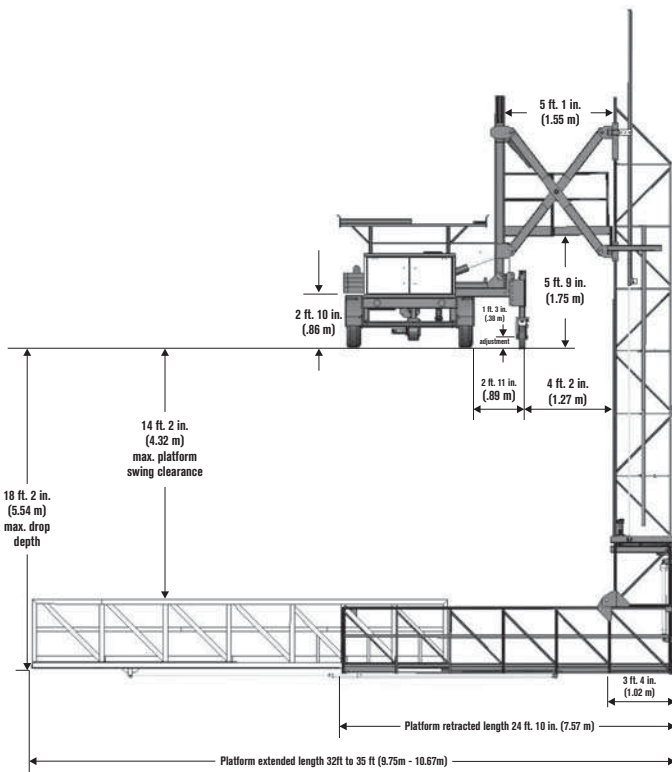 5 ft. 1 in.
(1.55 m)
5 ft. 9 in.
(1.75 m)
2 ft. 10 in.
(.86 m)
1 ft. 3 in.
(.38 m)
adjustment
2 ft. 11 in.
(.89 m)
4 ft. 2 in.
(1.27 m)
14 ft. 2 in.
(4.32 m)
max. platform
swing clearance
18 ft. 2 in.
(5.54 m)
max. drop
depth
3 ft. 4 in.
(1.02 m)
Platform retracted length 24 ft. 10 in. (7.57 m)
Platform extended length 32ft to 35 ft (9.75m - 10.67m)